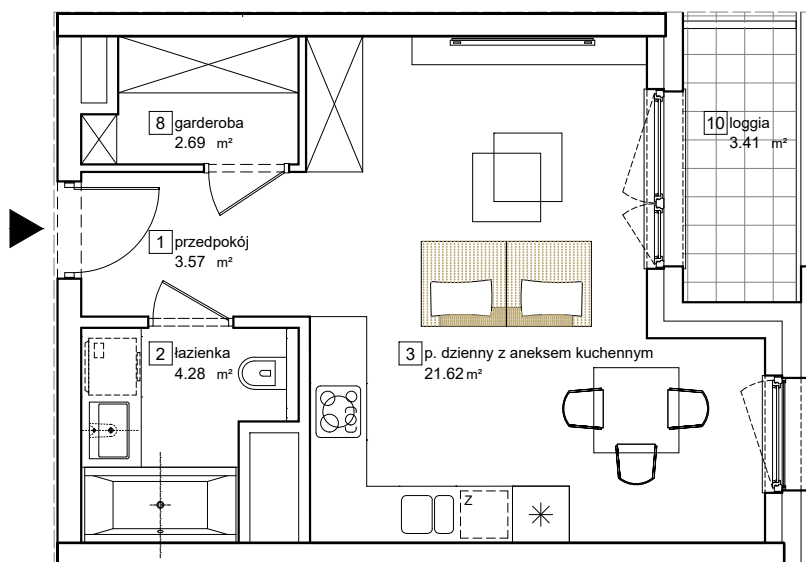 8 garderoba
2.69 m²
10 loggia
3.41 m²
1 przedpokój
3.57 m²
2 łazienka
4.28 m²
3 p. dzienny z aneksem kuchennym
21.62 m²
Z